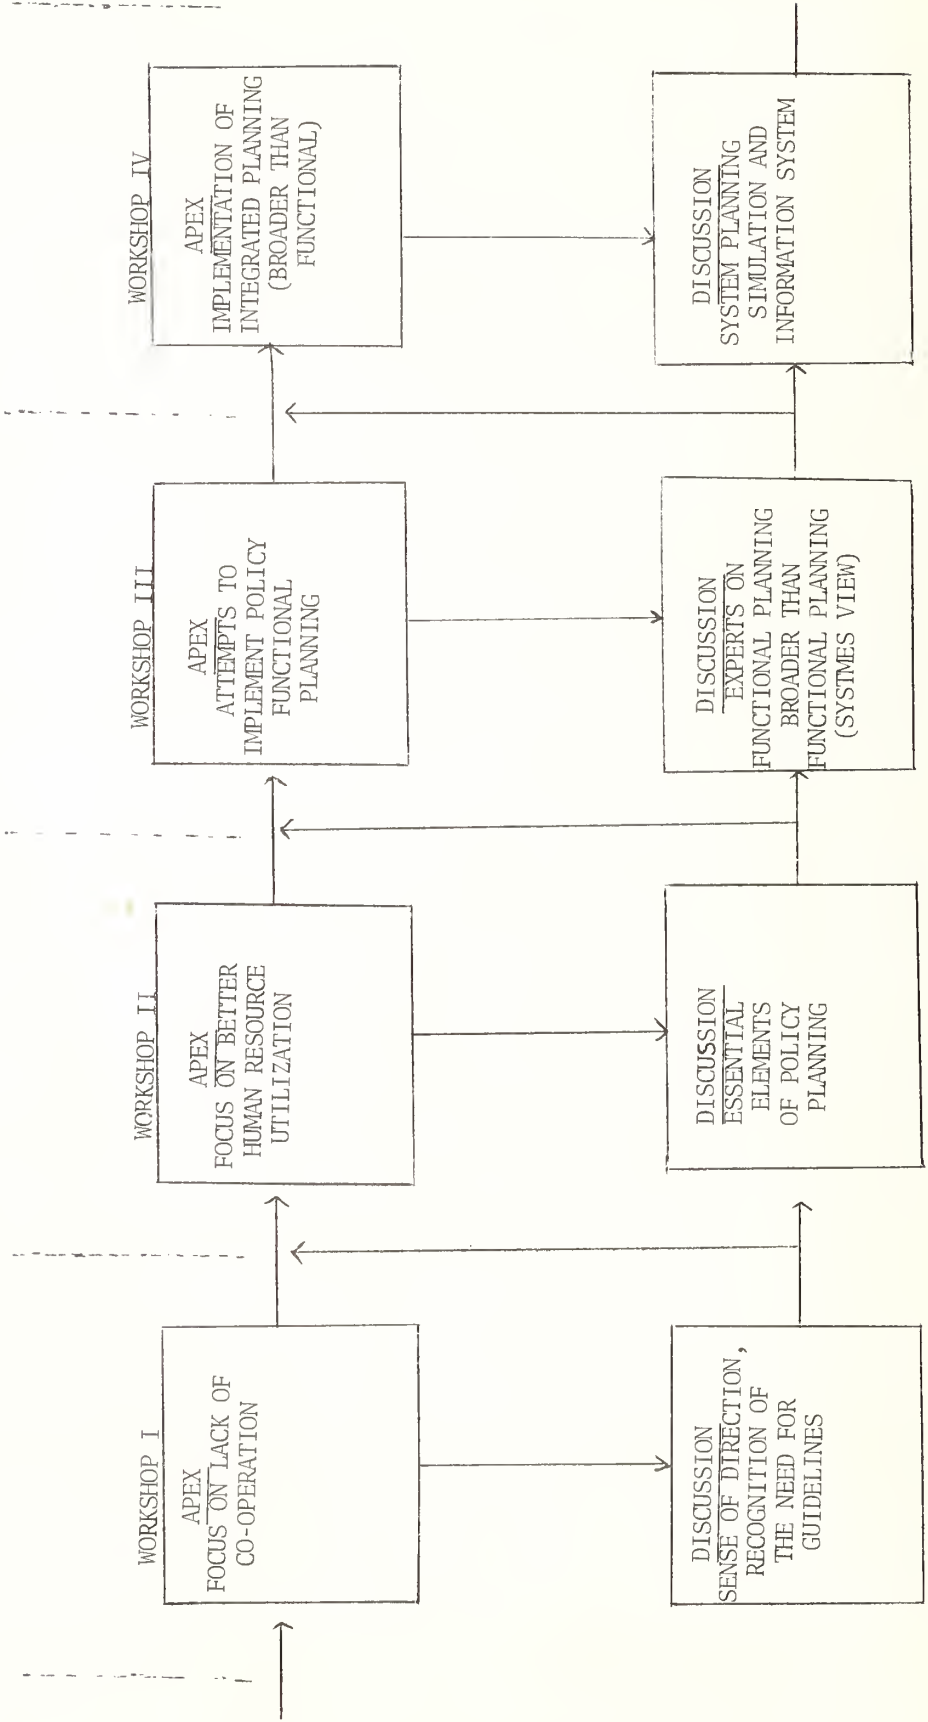 WORKSHOP I
APEX
FOCUS ON LACK OF
CO-OPERATION
DISCUSSION
SENSE OF DIRECTION,
RECOGNITION OF
THE NEED FOR
GUIDELINES
WORKSHOP II
APEX
FOCUS ON BETTER
HUMAN RESOURCE
UTILIZATION
DISCUSSION
ESSENTIAL
ELEMENTS
OF POLICY
PLANNING
WORKSHOP III
APEX
ATTEMPTS TO
IMPLEMENT POLICY
FUNCTIONAL
PLANNING
DISCUSSION
EXPERTS ON
FUNCTIONAL PLANNING
BROADER THAN
FUNCTIONAL PLANNING
(SYSTMES VIEW)
WORKSHOP IV
APEX
IMPLEMENTATION OF
INTEGRATED PLANNING
(BROADER THAN
FUNCTIONAL)
DISCUSSION
SYSTEM PLANNING
SIMULATION AND
INFORMATION SYSTEM